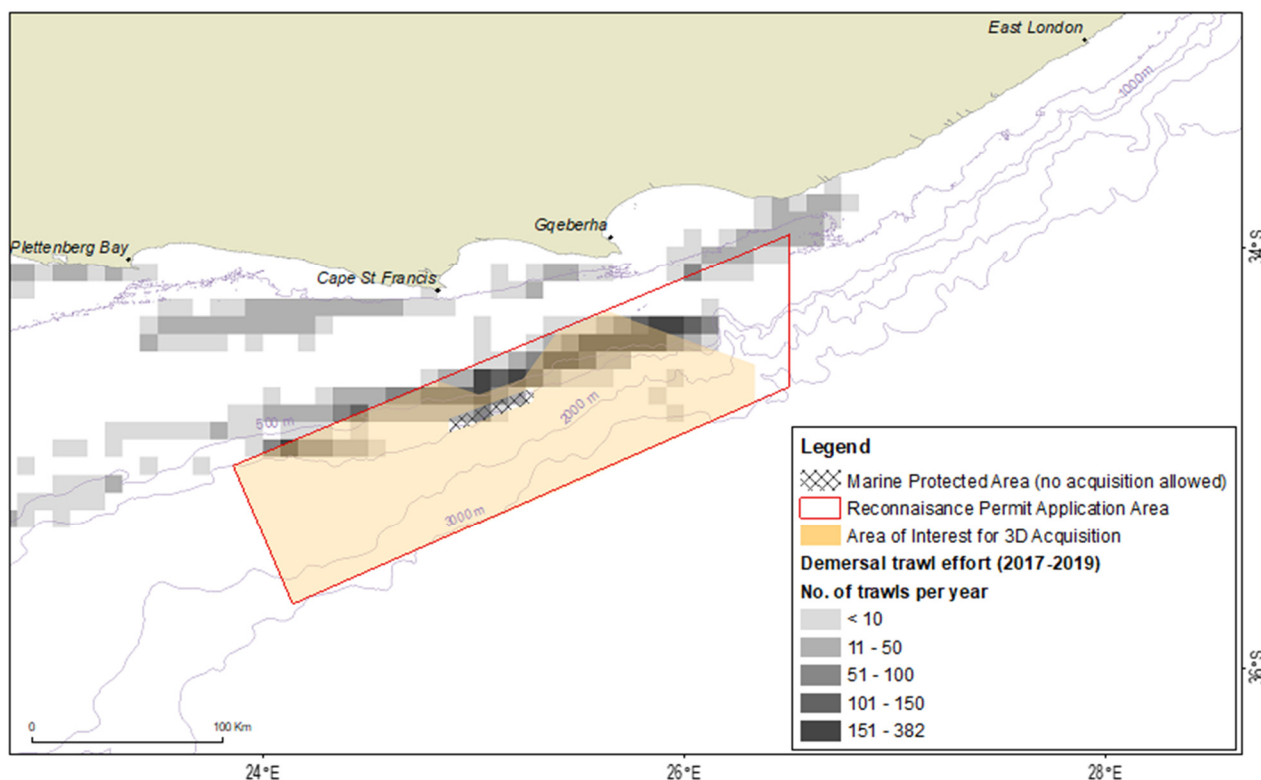 East London
1000 m
Gqeberha
Plettenberg Bay
34°S
Cape St Francis
500 m
2000 m
3000 m
Legend
Marine Protected Area (no acquisition allowed)
Reconnaisance Permit Application Area
Area of Interest for 3D Acquisition
Demersal trawl effort (2017-2019)
No. of trawls per year
< 10
11 - 50
51 - 100
101 - 150
151 - 382
36°S
0 100 Km
24°E 26°E 28°E